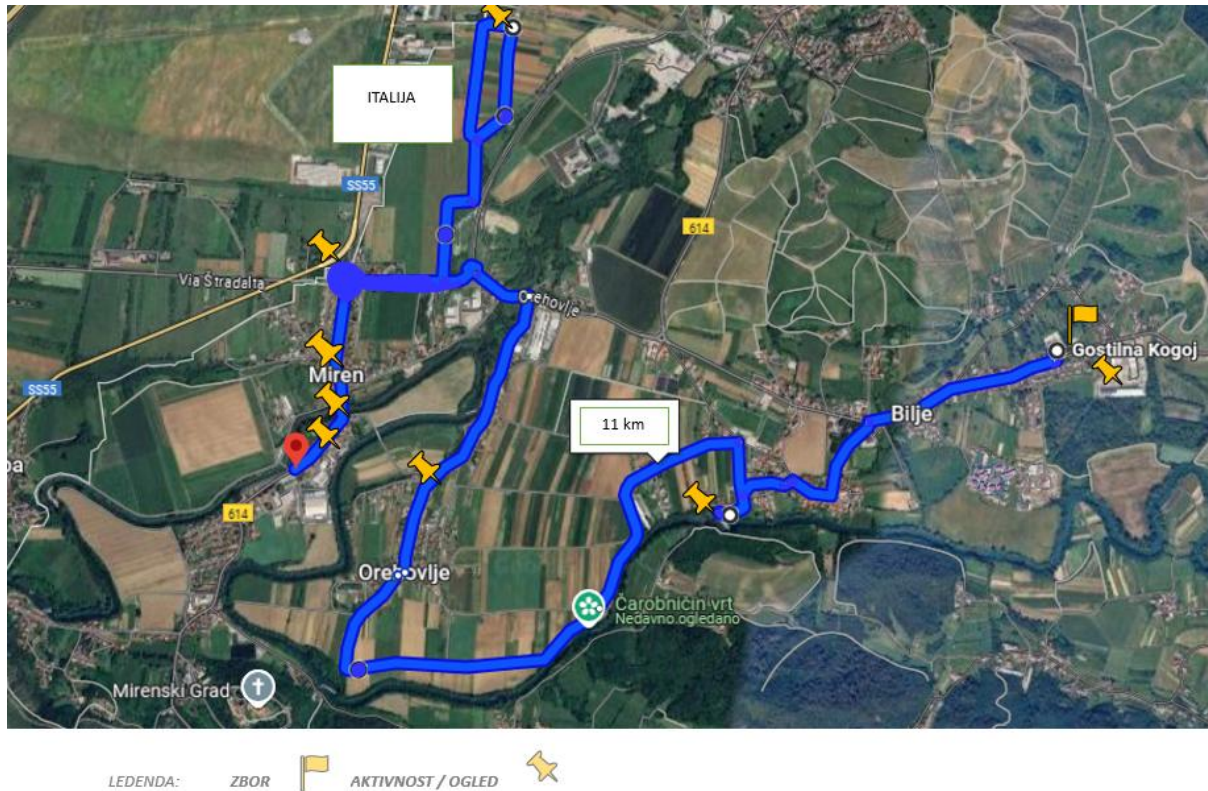 ITALIJA
SS55
614
Via Stradalta
Orehovlje
Gostilna Kogoj
Miren
SS55
11 km
Bilje
614
Orehovlje
Čarobničin vrt
Nedavno ogledano
Mirenski Grad
LEDENDA: ZBOR AKTIVNOST / OGLED